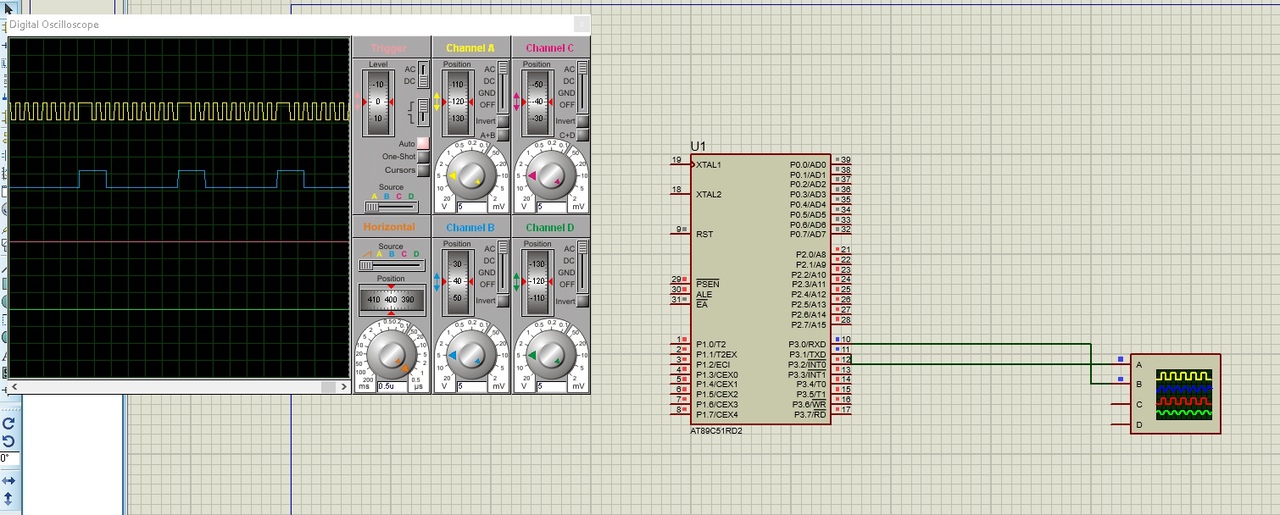 Digital Oscilloscope
Trigger
Level
AC
DC
-10
0
10
Auto
One-Shot
Cursors
Source
A B C D
Channel A
Position
AC
DC
GND
OFF
Invert
A+B
110
120
130
V
5
mV
Channel C
Position
AC
DC
GND
OFF
Invert
C+D
-50
-40
-30
V
5
mV
Horizontal
Source
A B C D
Position
410 400 390
ms
0.5u
µs
Channel B
Position
AC
DC
GND
OFF
Invert
30
40
50
V
5
mV
Channel D
Position
AC
DC
GND
OFF
Invert
-130
-120
-110
V
5
mV
0°
U1
19 XTAL1
18 XTAL2
9 RST
29 PSEN
30 ALE
31 EA
1 P1.0/T2
2 P1.1/T2EX
3 P1.2/ECI
4 P1.3/CEX0
5 P1.4/CEX1
6 P1.5/CEX2
7 P1.6/CEX3
8 P1.7/CEX4
P0.0/AD0 39
P0.1/AD1 38
P0.2/AD2 37
P0.3/AD3 36
P0.4/AD4 35
P0.5/AD5 34
P0.6/AD6 33
P0.7/AD7 32
P2.0/A8 21
P2.1/A9 22
P2.2/A10 23
P2.3/A11 24
P2.4/A12 25
P2.5/A13 26
P2.6/A14 27
P2.7/A15 28
P3.0/RXD 10
P3.1/TXD 11
P3.2/INT0 12
P3.3/INT1 13
P3.4/T0 14
P3.5/T1 15
P3.6/WR 16
P3.7/RD 17
AT89C51RD2
A
B
C
D